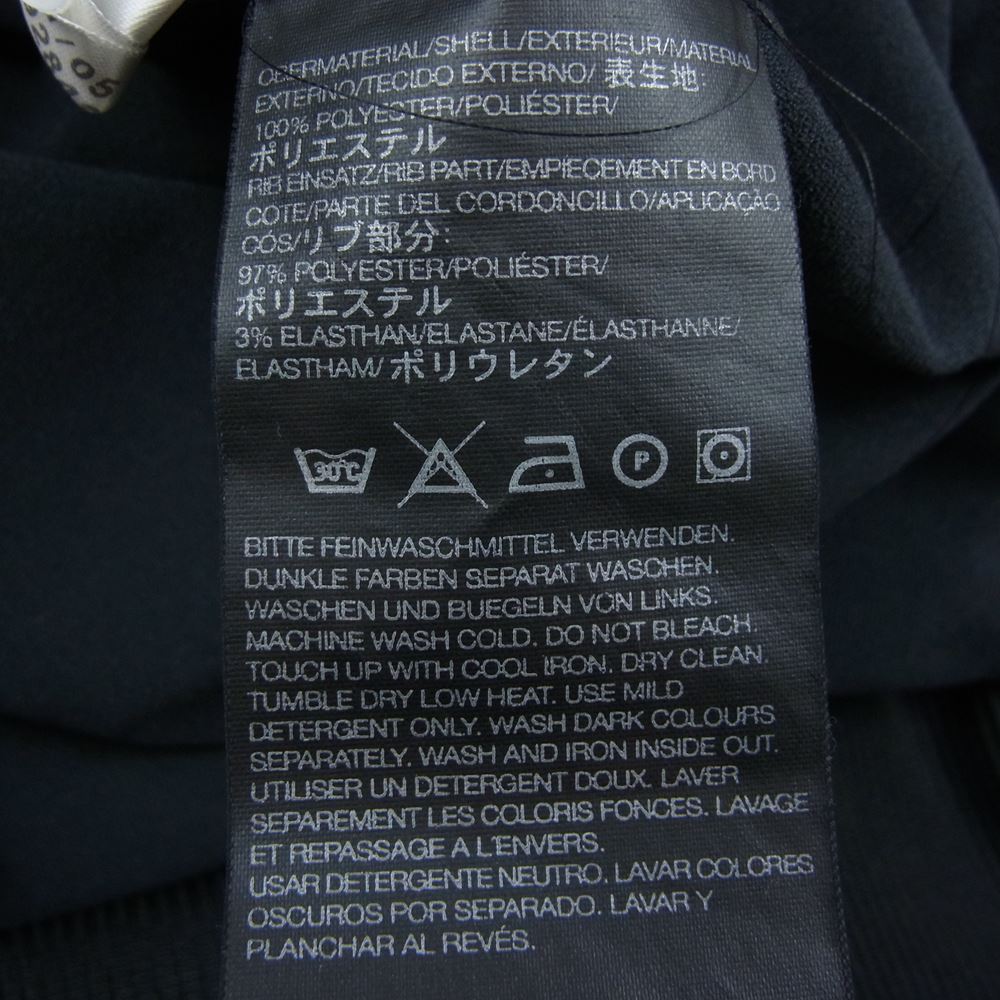 OBERMATERIAL/SHELL/EXTERIEUR/MATERIAL
EXTERNO/TECIDO EXTERNO/ 表生地:
100% POLYESTER/POLIÉSTER/
ポリエステル
RIB EINSATZ/RIB PART/EMPIECEMENT EN BORD
COTE/PARTE DEL CORDONCILLO/APLICAÇÃO
CÓS/リブ部分:
97% POLYESTER/POLIÉSTER/
ポリエステル
3% ELASTHAN/ELASTANE/ÉLASTHANNE/
ELASTHAM/ ポリウレタン
30°C P
BITTE FEINWASCHMITTEL VERWENDEN.
DUNKLE FARBEN SEPARAT WASCHEN.
WASCHEN UND BUEGELN VON LINKS.
MACHINE WASH COLD. DO NOT BLEACH.
TOUCH UP WITH COOL IRON. DRY CLEAN.
TUMBLE DRY LOW HEAT. USE MILD
DETERGENT ONLY. WASH DARK COLOURS
SEPARATELY. WASH AND IRON INSIDE OUT.
UTILISER UN DETERGENT DOUX. LAVER
SEPAREMENT LES COLORIS FONCES. LAVAGE
ET REPASSAGE A L'ENVERS.
USAR DETERGENTE NEUTRO. LAVAR COLORES
OSCUROS POR SEPARADO. LAVAR Y
PLANCHAR AL REVÉS.